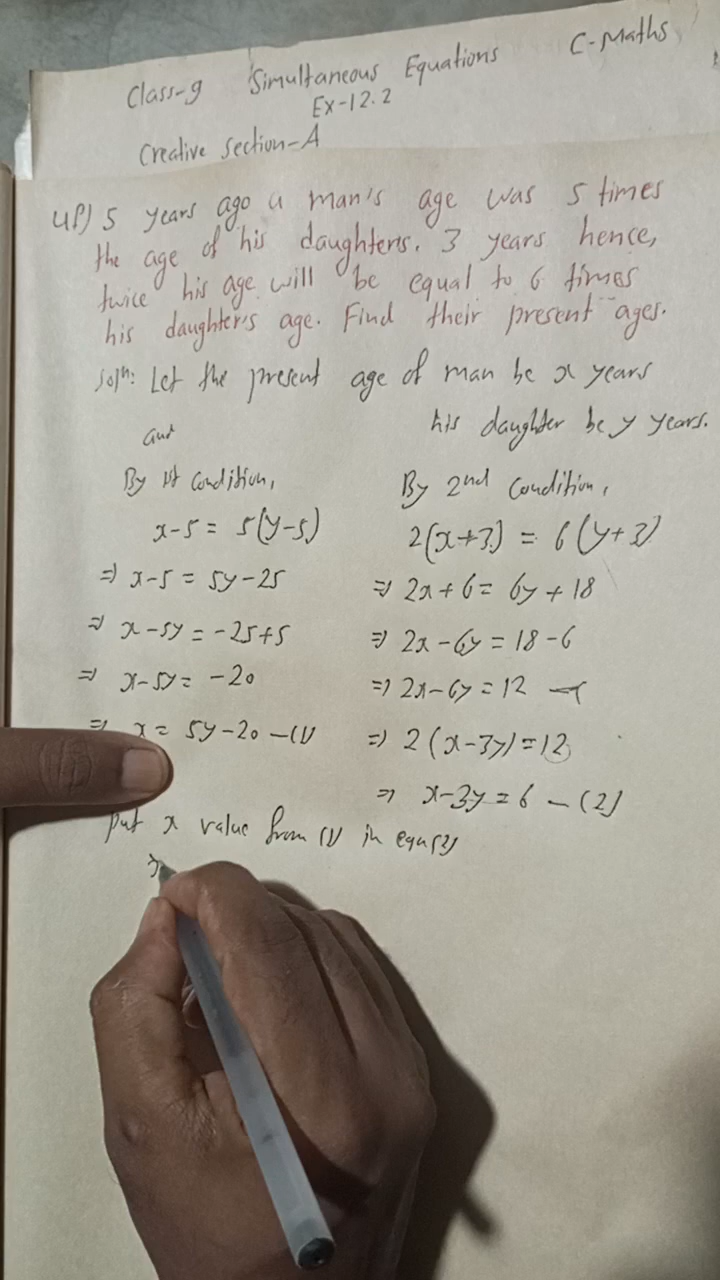 Class-9 Simultaneous Equations C-Maths
Ex-12.2
Creative Section-A
5 years ago a man's age was 5 times
the age of his daughters. 3 years hence,
twice his age will be equal to 6 times
his daughter's age. Find their present ages.
Solⁿ: Let the present age of man be x years
and his daughter be y years.
By 1st Condition,
x-5 = 5(y-5)
=> x-5 = 5y-25
=> x-5y = -25+5
=> x-5y = -20
=> x = 5y-20 -(1)
By 2nd Condition,
2(x+3) = 6(y+3)
=> 2x+6 = 6y+18
=> 2x-6y = 18-6
=> 2x-6y = 12
=> 2(x-3y) = 12
=> x-3y = 6 -(2)
put x value from (1) in equn(2)